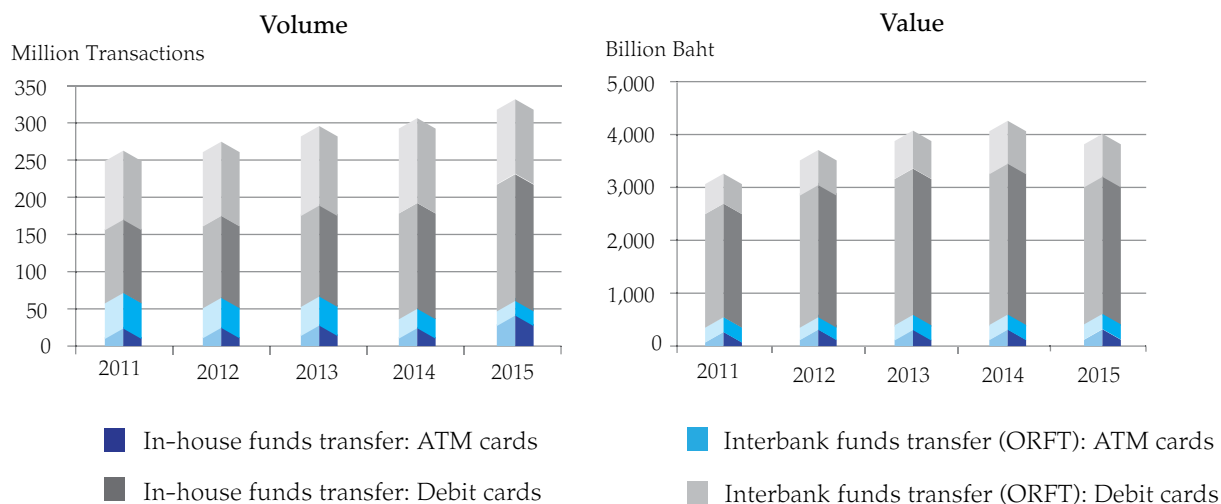 Volume
Million Transactions
350
300
250
200
150
100
50
0
2011 2012 2013 2014 2015
Value
Billion Baht
5,000
4,000
3,000
2,000
1,000
0
2011 2012 2013 2014 2015
In-house funds transfer: ATM cards
Interbank funds transfer (ORFT): ATM cards
In-house funds transfer: Debit cards
Interbank funds transfer (ORFT): Debit cards